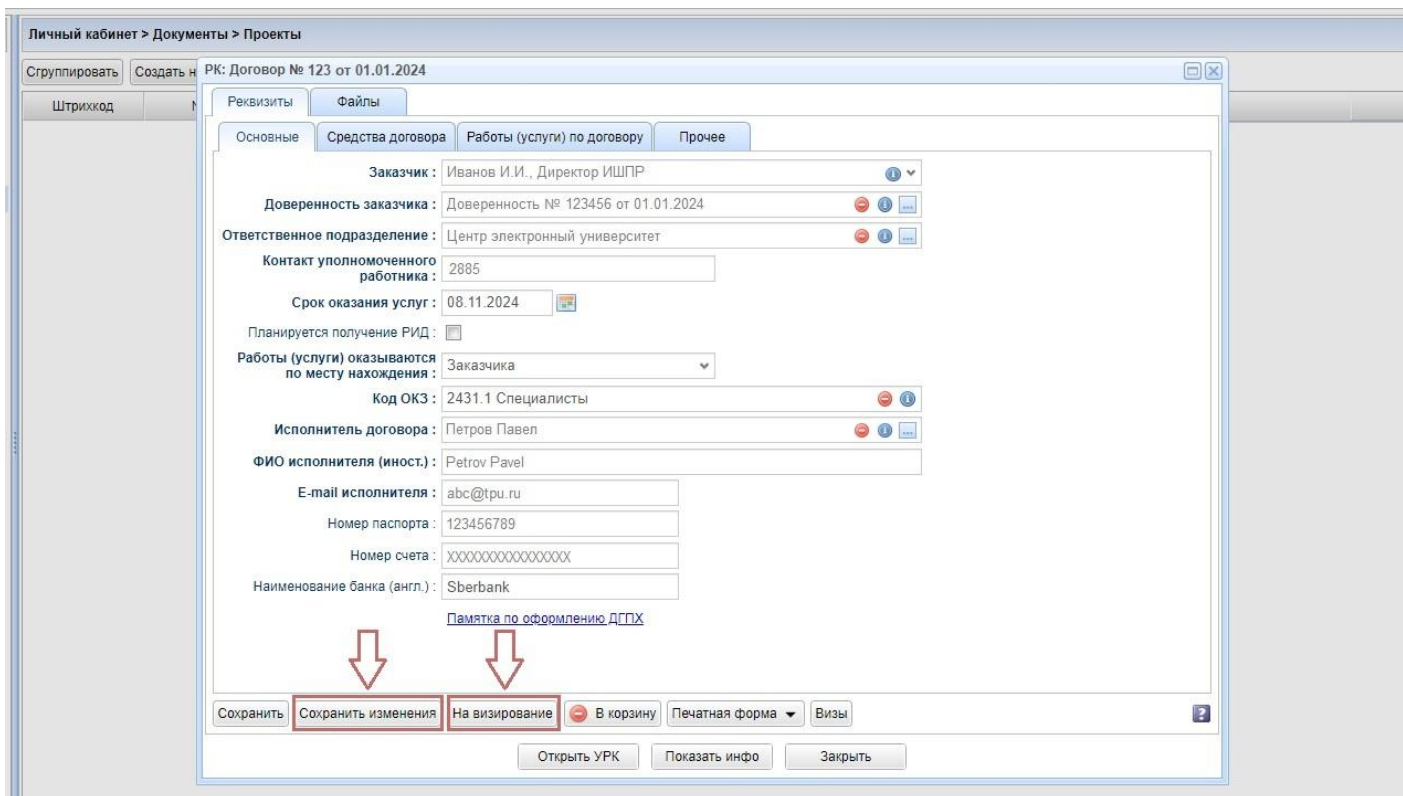 Личный кабинет > Документы > Проекты
Сгруппировать Создать н
РК: Договор № 123 от 01.01.2024
Штрихкод
Реквизиты Файлы
Основные Средства договора Работы (услуги) по договору Прочее
Заказчик : Иванов И.И., Директор ИШПР
Доверенность заказчика : Доверенность № 123456 от 01.01.2024
Ответственное подразделение : Центр электронный университет
Контакт уполномоченного
работника : 2885
Срок оказания услуг : 08.11.2024
Планируется получение РИД :
Работы (услуги) оказываются
по месту нахождения : Заказчика
Код ОКЗ : 2431.1 Специалисты
Исполнитель договора : Петров Павел
ФИО исполнителя (иност.) : Petrov Pavel
E-mail исполнителя : abc@tpu.ru
Номер паспорта : 123456789
Номер счета : XXXXXXXXXXXXXXXX
Наименование банка (англ.) : Sberbank
Памятка по оформлению ДГПХ
Сохранить Сохранить изменения На визирование В корзину Печатная форма Визы
Открыть УРК Показать инфо Закрыть